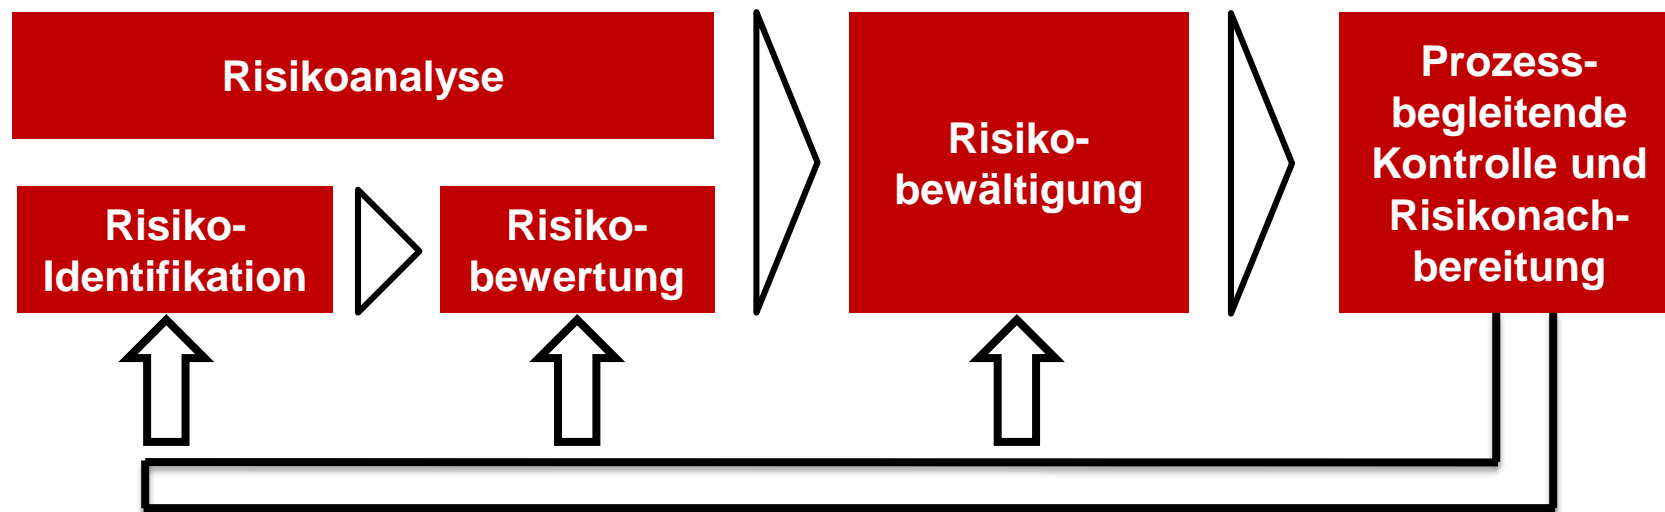 Risikoanalyse
Risiko-
Identifikation
Risiko-
bewertung
Risiko-
bewältigung
Prozess-
begleitende
Kontrolle und
Risikonach-
bereitung